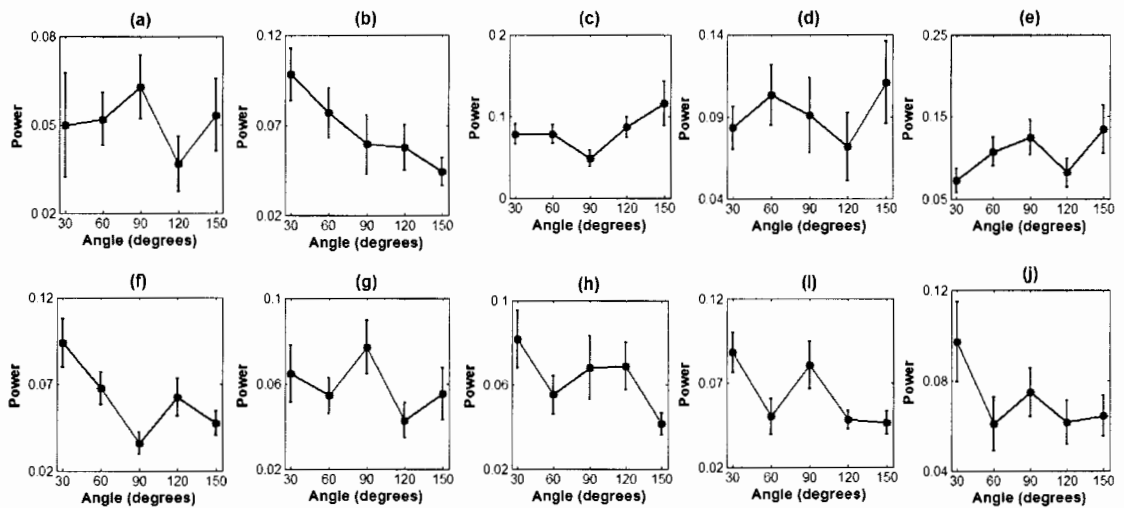 (a)
0.08
0.05
0.02
Power
30 60 90 120 150
Angle (degrees)
(b)
0.12
0.07
0.02
Power
30 60 90 120 150
Angle (degrees)
(c)
0.2
0.1
0
Power
30 60 90 120 150
Angle (degrees)
(d)
0.14
0.09
0.04
Power
30 60 90 120 150
Angle (degrees)
(e)
0.25
0.15
0.05
Power
30 60 90 120 150
Angle (degrees)
(f)
0.12
0.07
0.02
Power
30 60 90 120 150
Angle (degrees)
(g)
0.1
0.06
0.02
Power
30 60 90 120 150
Angle (degrees)
(h)
0.1
0.06
0.02
Power
30 60 90 120 150
Angle (degrees)
(I)
0.12
0.07
0.02
Power
30 60 90 120 150
Angle (degrees)
(j)
0.12
0.08
0.04
Power
30 60 90 120 150
Angle (degrees)